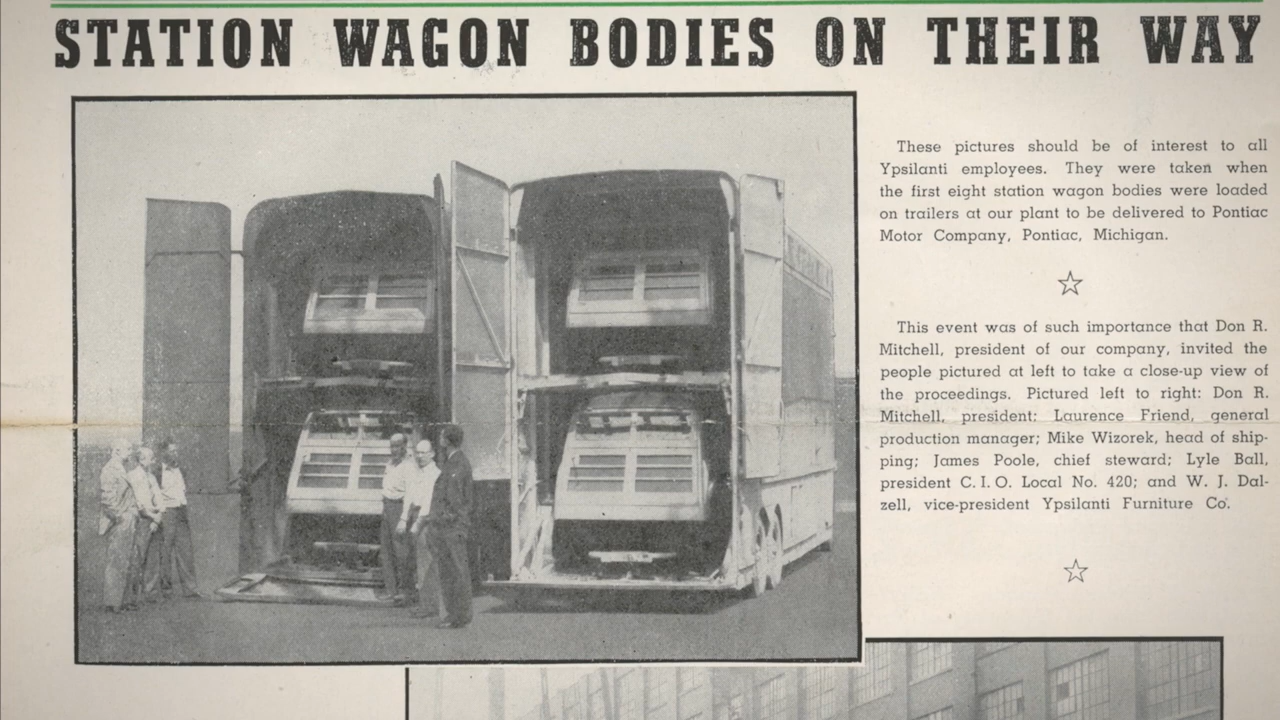 STATION WAGON BODIES ON THEIR WAY
These pictures should be of interest to all
Ypsilanti employees. They were taken when
the first eight station wagon bodies were loaded
on trailers at our plant to be delivered to Pontiac
Motor Company, Pontiac, Michigan.
This event was of such importance that Don R.
Mitchell, president of our company, invited the
people pictured at left to take a close-up view of
the proceedings. Pictured left to right: Don R.
Mitchell, president: Laurence Friend, general
production manager; Mike Wizorek, head of ship-
ping; James Poole, chief steward; Lyle Ball,
president C. I. O. Local No. 420; and W. J. Dal-
zell, vice-president Ypsilanti Furniture Co.